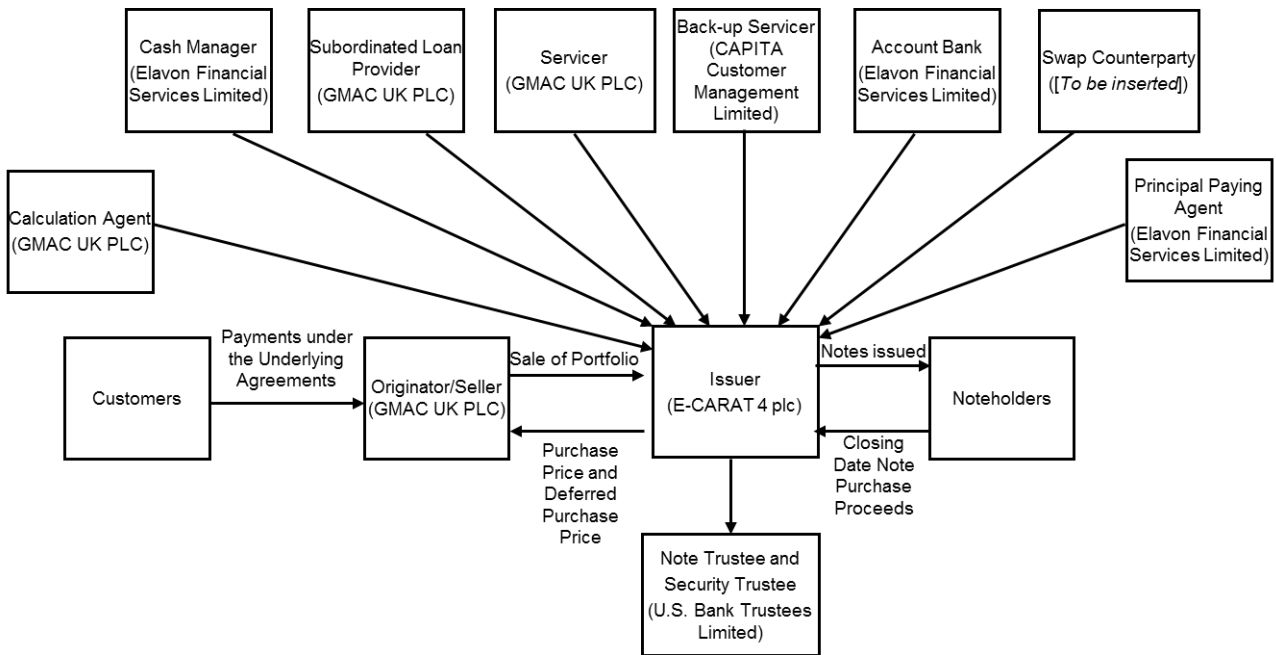 Cash Manager
(Elavon Financial
Services Limited)
Subordinated Loan
Provider
(GMAC UK PLC)
Servicer
(GMAC UK PLC)
Back-up Servicer
(CAPITA
Customer
Management
Limited)
Account Bank
(Elavon Financial
Services Limited)
Swap Counterparty
([To be inserted])
Calculation Agent
(GMAC UK PLC)
Principal Paying
Agent
(Elavon Financial
Services Limited)
Customers
Payments under
the Underlying
Agreements
Originator/Seller
(GMAC UK PLC)
Sale of Portfolio
Purchase
Price and
Deferred
Purchase
Price
Issuer
(E-CARAT 4 plc)
Notes issued
Closing
Date Note
Purchase
Proceeds
Noteholders
Note Trustee and
Security Trustee
(U.S. Bank Trustees
Limited)